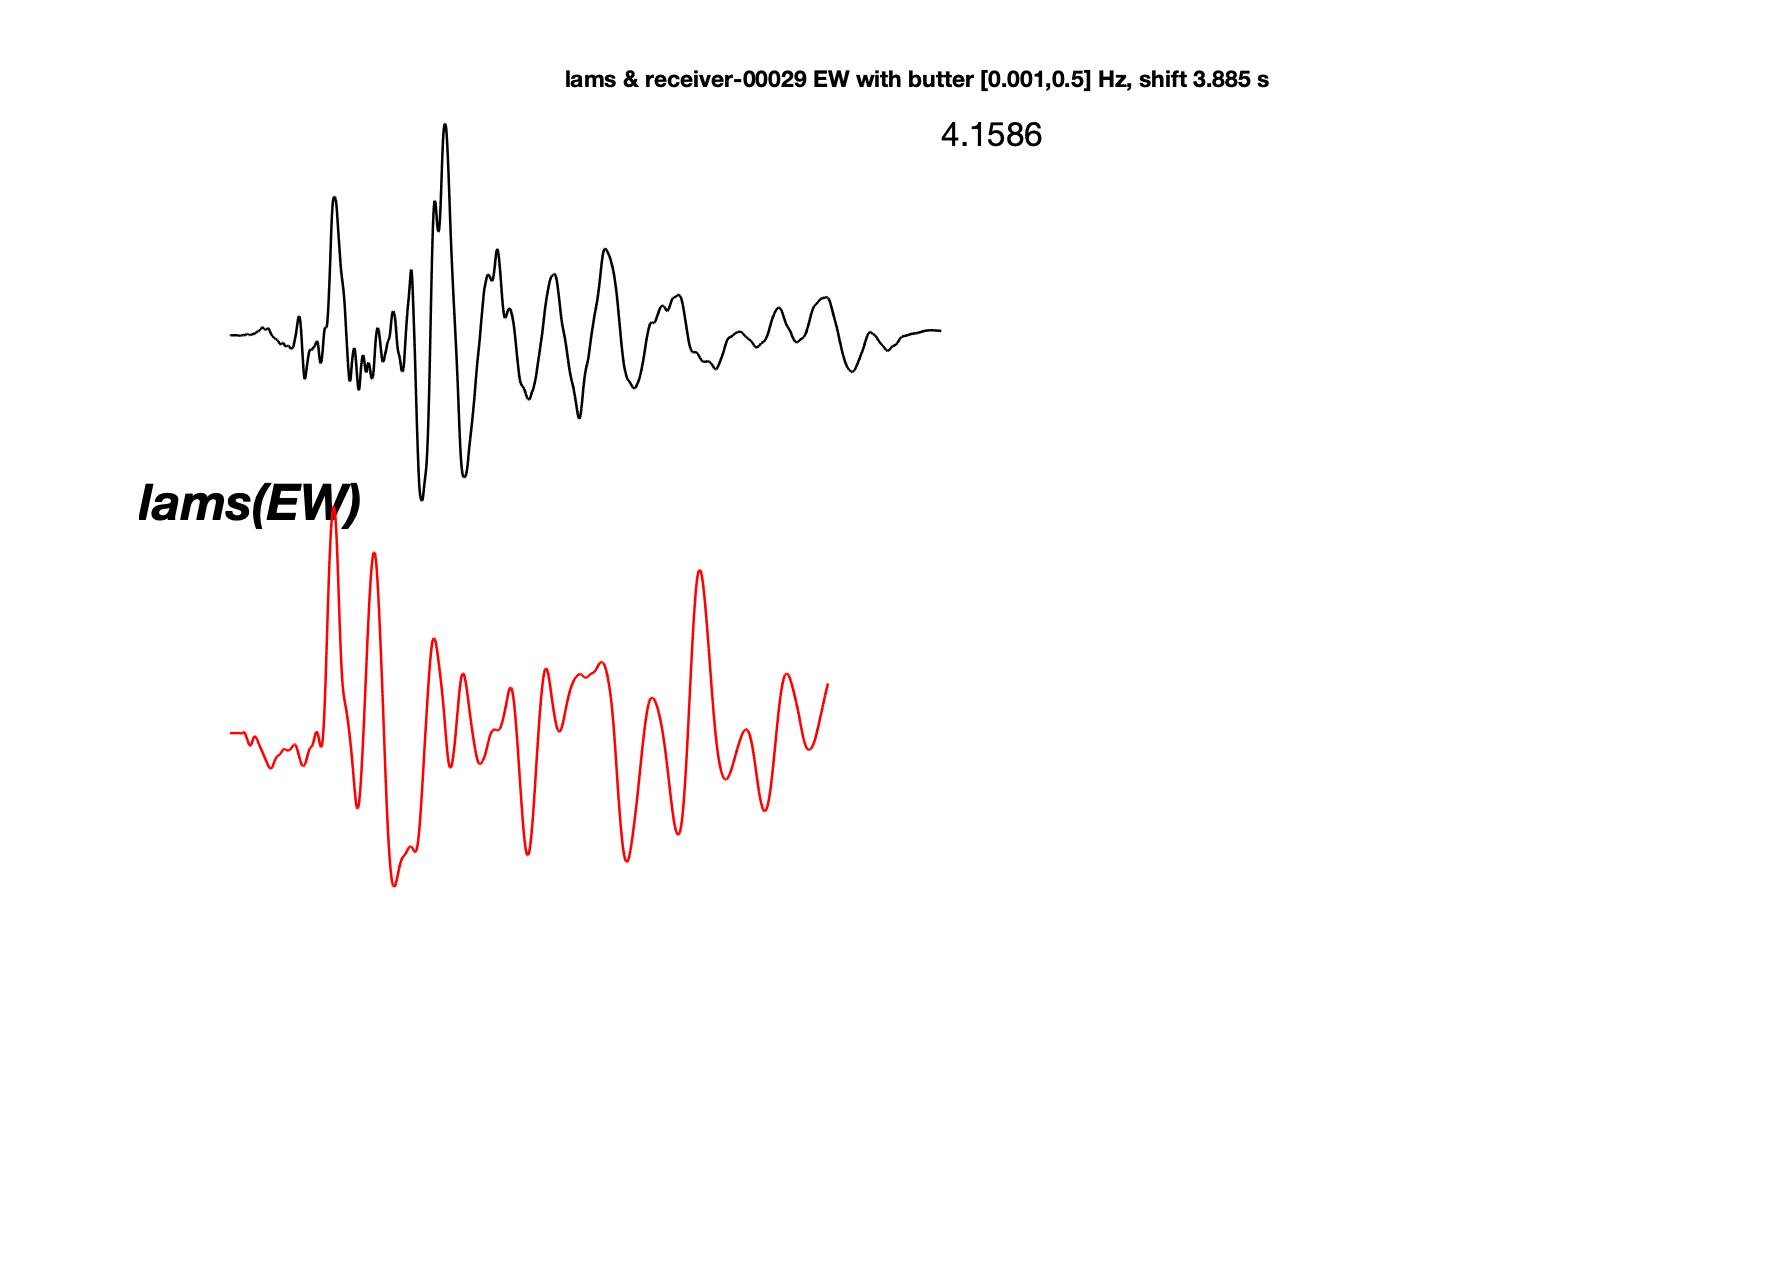 lams & receiver-00029 EW with butter [0.001,0.5] Hz, shift 3.885 s
4.1586
lams(EW)